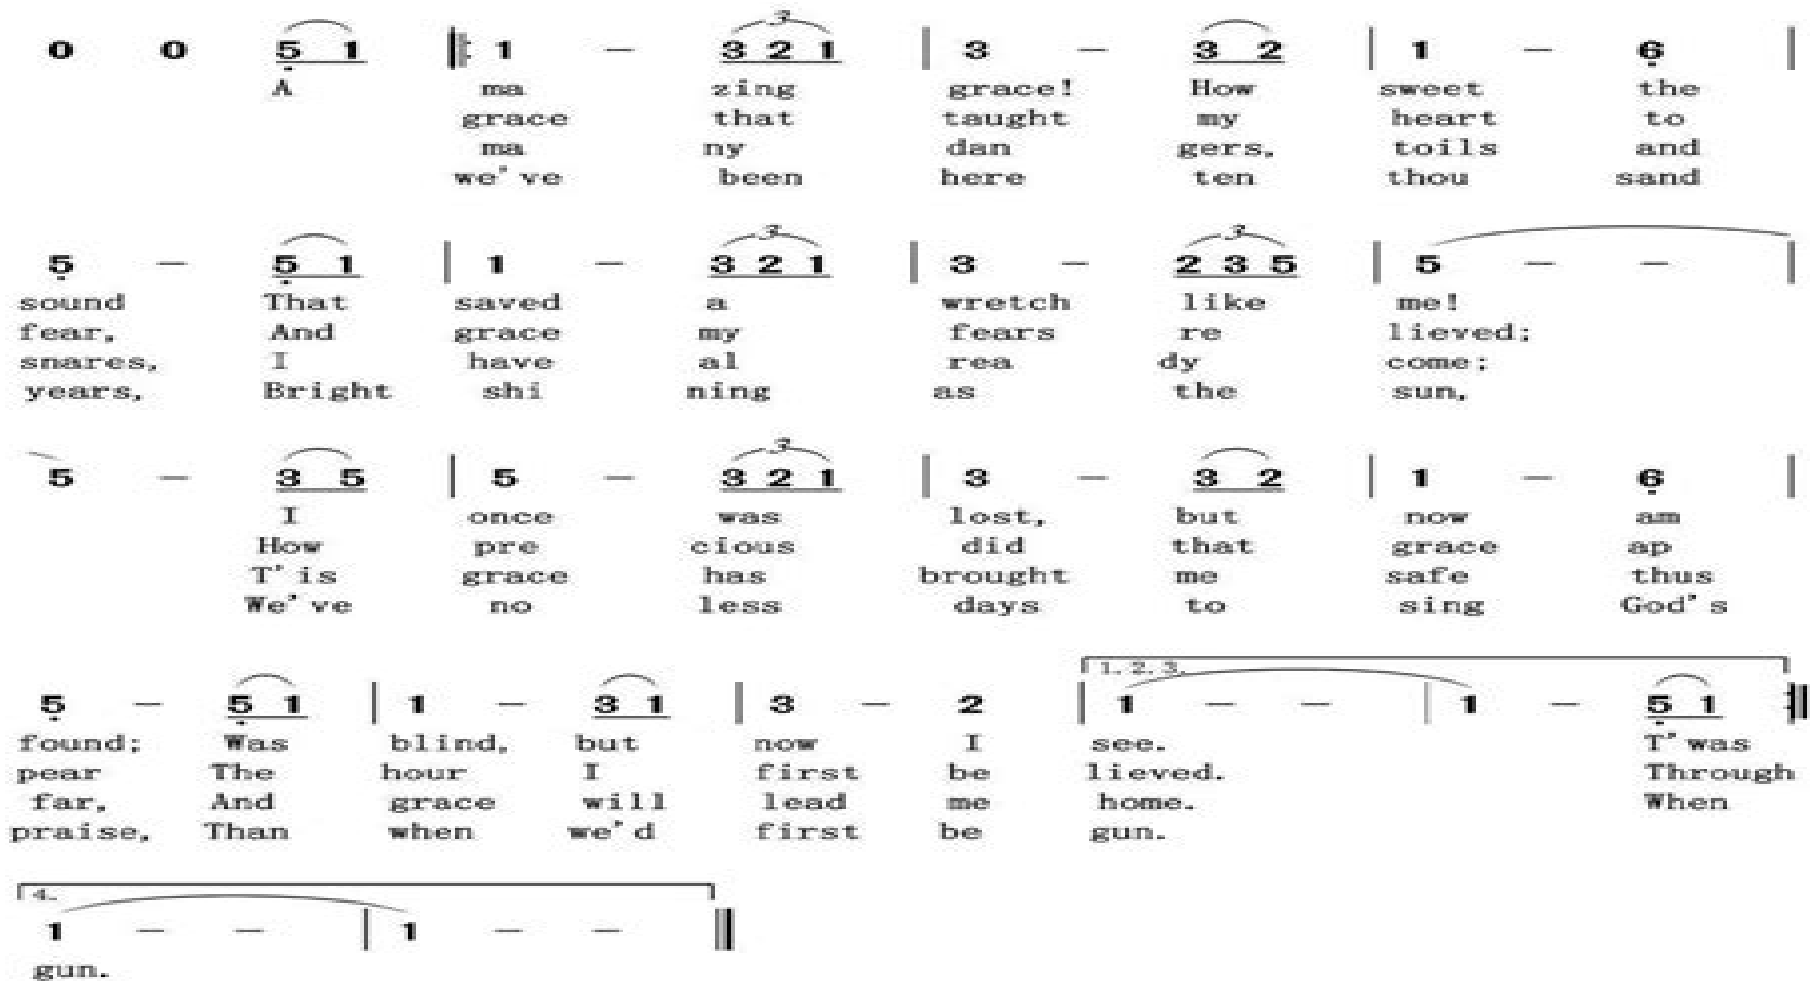 0 0 5 1 1 - 3 2 1 3 - 3 2 1 - 6
3
A ma zing grace! How sweet the
grace that taught my heart to
ma ny dan gers, toils and
we've been here ten thou sand
5 - 5 1 1 - 3 2 1 3 - 2 3 5 5 - -
3 3
sound That saved a wretch like me!
fear, And grace my fears re lieved;
snares, I have al rea dy come;
years, Bright shi ning as the sun,
5 - 3 5 5 - 3 2 1 3 - 3 2 1 - 6
3
I once was lost, but now am
How pre cious did that grace ap
T'is grace has brought me safe thus
We've no less days to sing God's
1. 2. 3.
5 - 5 1 1 - 3 1 3 - 2 1 - - 1 - 5 1
found; Was blind, but now I see. T'was
pear The hour I first be lieved. Through
far, And grace will lead me home. When
praise, Than when we'd first be gun.
4.
1 - - 1 - -
gun.